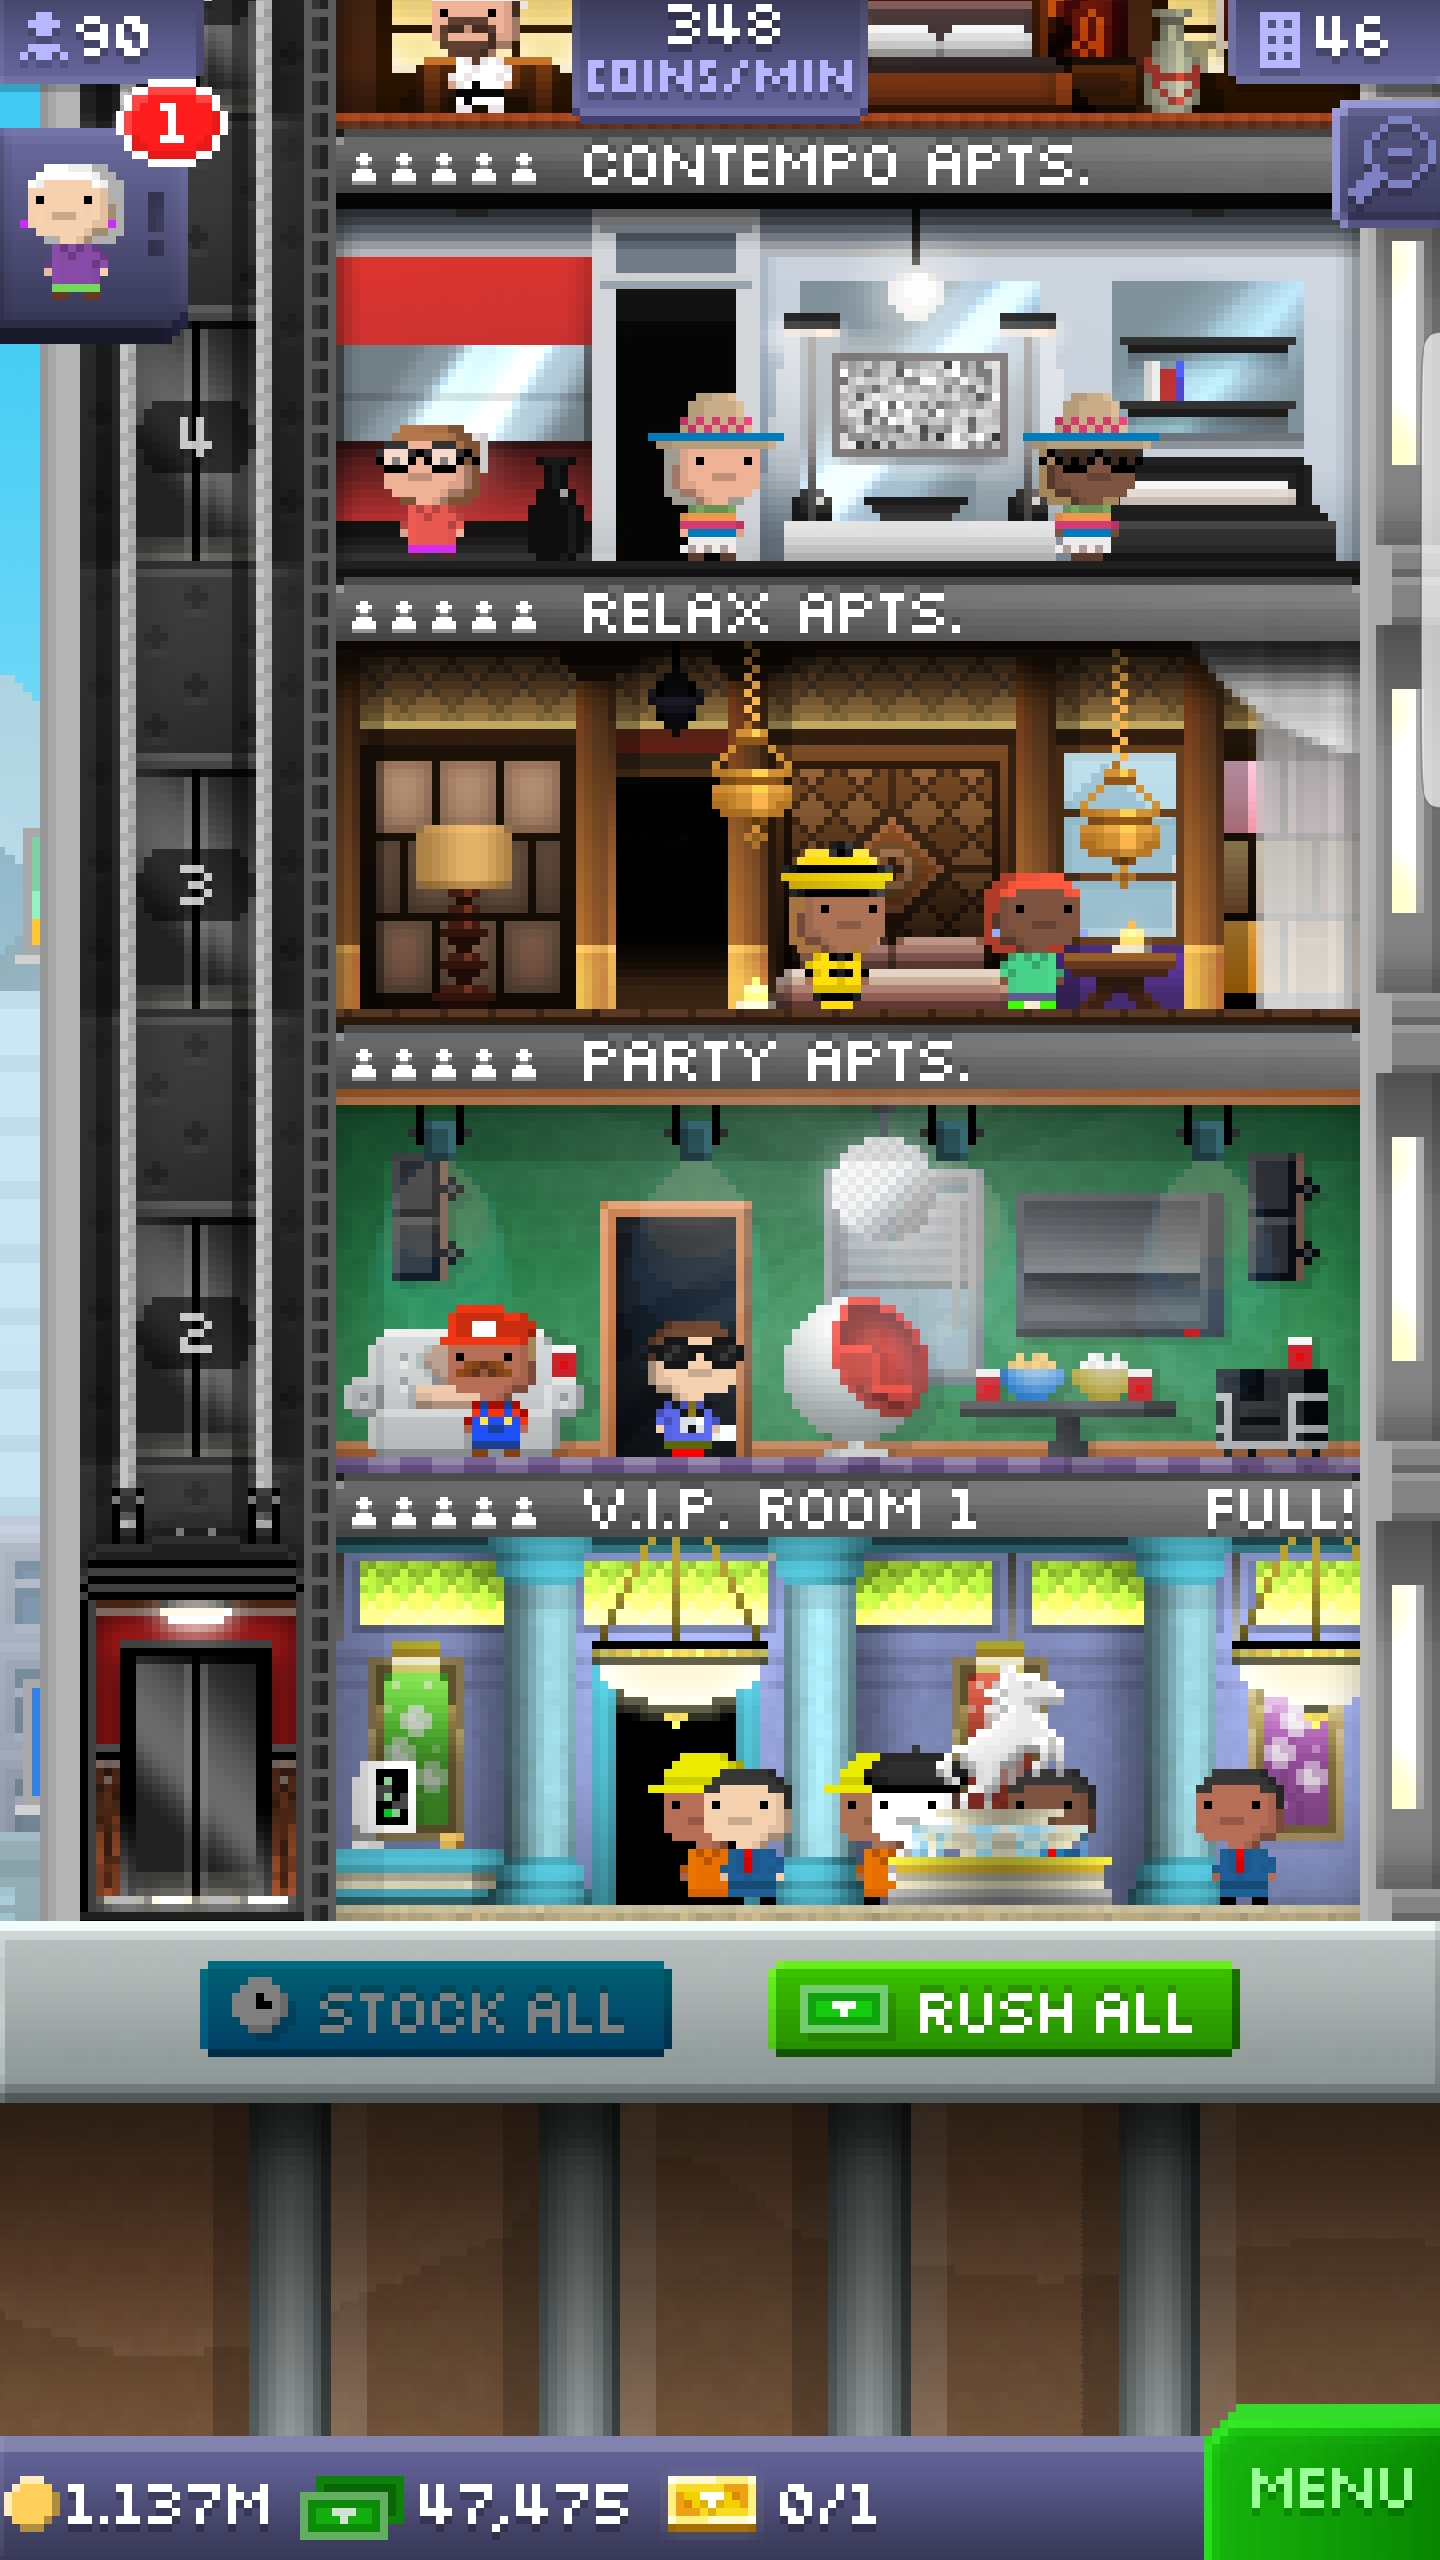 90
348
COINS/MIN
46
1
!
CONTEMPO APTS.
4
RELAX APTS.
3
PARTY APTS.
2
V.I.P. ROOM 1 FULL!
STOCK ALL
RUSH ALL
1.137M 47,475 0/1
MENU